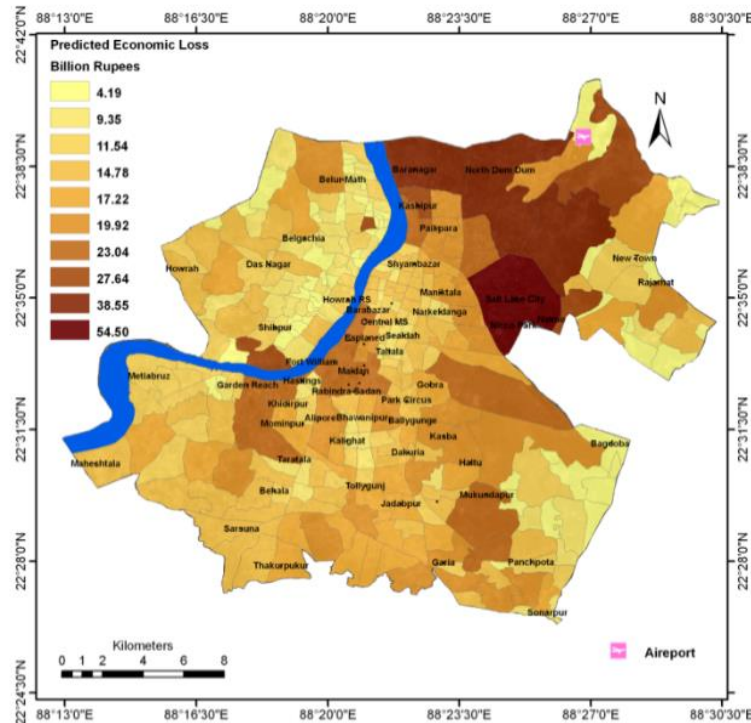 88°13'0"E 88°16'30"E 88°20'0"E 88°23'30"E 88°27'0"E 88°30'30"E
22°42'0"N
22°42'0"N
Predicted Economic Loss
Billion Rupees
4.19
9.35
11.54
14.78
17.22
19.92
23.04
27.64
38.55
54.50
N
22°38'30"N
22°38'30"N
Baranagar
North Dum Dum
Belur Math
Kashipur
Paikpara
Belgachia
Shyambazar
New Town
Howrah
Das Nagar
Rajarhat
22°35'0"N
22°35'0"N
Maniktala
Salt Lake City
Howrah RS
Barabazar
Narkeldanga
Central MS
Shibpur
Esplaned
Sealdah
Taltala
Fort William
Maidan
Metiabruz
Garden Reach
Hastings
Gobra
Rabindra Sadan
Khidirpur
Park Circus
Alipore
Bhawanipur
Mominpur
Ballygunge
22°31'30"N
22°31'30"N
Kalighat
Kasba
Bagdoba
Dakuria
Maheshtala
Taratala
Haltu
Tollygunj
Behala
Mukundapur
Jadabpur
Sarsuna
22°28'0"N
22°28'0"N
Thakurpukur
Garia
Panchpota
Sonarpur
Kilometers
0 1 2 4 6 8
Aireport
22°24'30"N
22°24'30"N
88°13'0"E 88°16'30"E 88°20'0"E 88°23'30"E 88°27'0"E 88°30'30"E